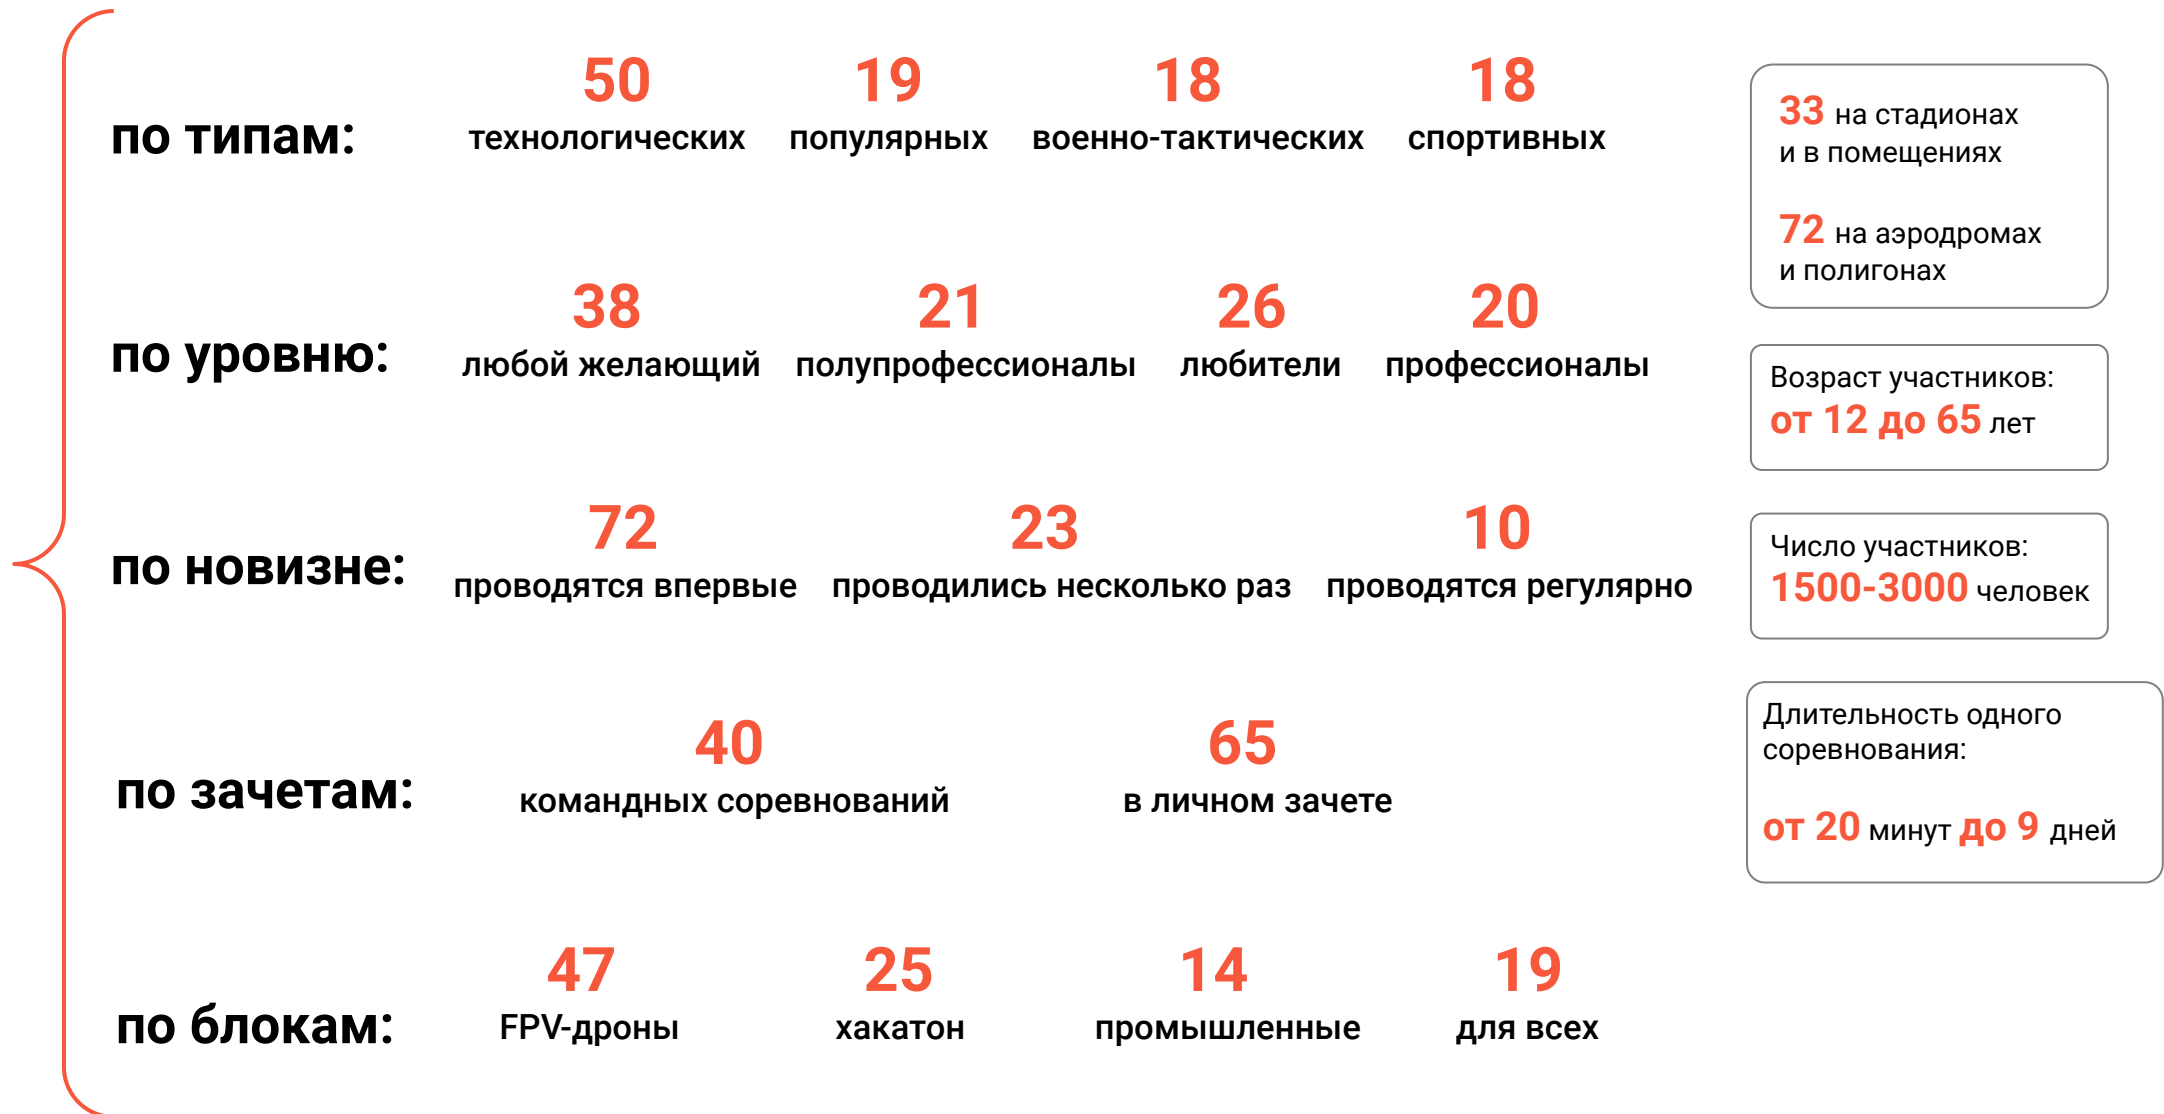 по типам:
50
технологических
19
популярных
18
военно-тактических
18
спортивных
по уровню:
38
любой желающий
21
полупрофессионалы
26
любители
20
профессионалы
по новизне:
72
проводятся впервые
23
проводились несколько раз
10
проводятся регулярно
по зачетам:
40
командных соревнований
65
в личном зачете
по блокам:
47
FPV-дроны
25
хакатон
14
промышленные
19
для всех
33 на стадионах
и в помещениях
72 на аэродромах
и полигонах
Возраст участников:
от 12 до 65 лет
Число участников:
1500-3000 человек
Длительность одного
соревнования:
от 20 минут до 9 дней